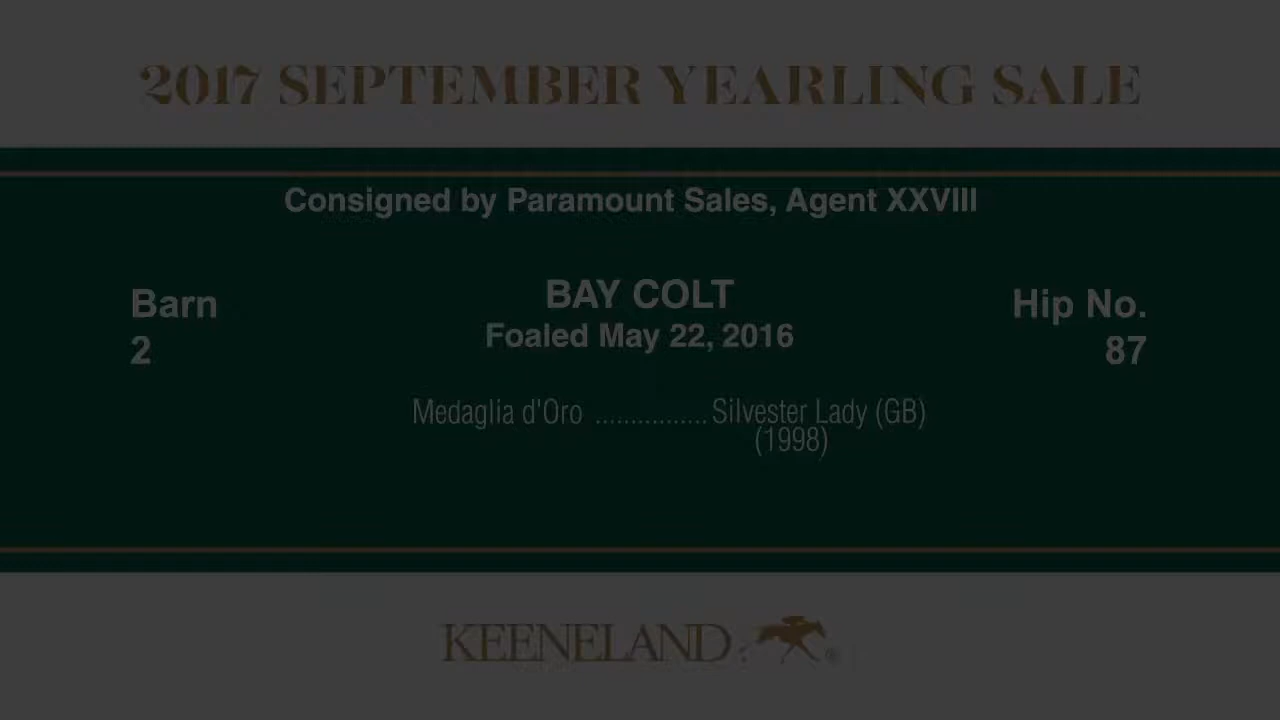 2017 SEPTEMBER YEARLING SALE
Consigned by Paramount Sales, Agent XXVIII
Barn
2
BAY COLT
Foaled May 22, 2016
Hip No.
87
Medaglia d'Oro ................Silvester Lady (GB)
(1998)
KEENELAND ®